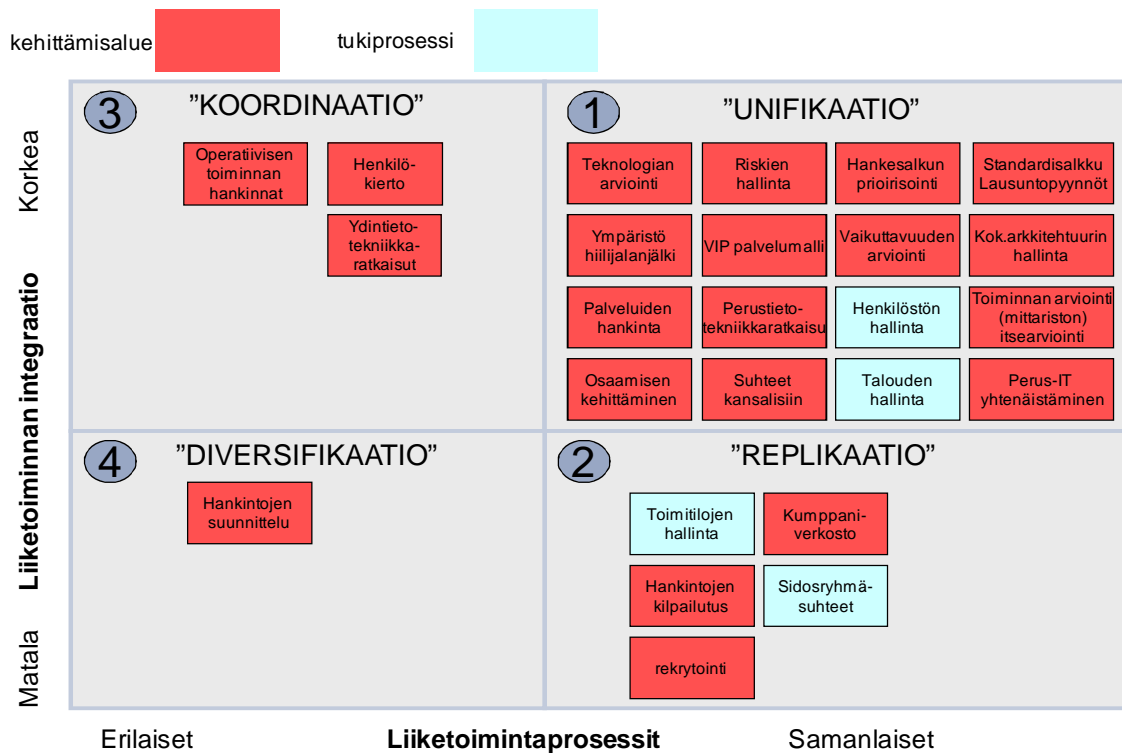 kehittämisalue
tukiprosessi
3
"KOORDINAATIO"
Operatiivisen
toiminnan
hankinnat
Henkilö-
kierto
Ydintieto-
tekniikka-
ratkaisut
1
"UNIFIKAATIO"
Teknologian
arviointi
Riskien
hallinta
Hankesalkun
prioirisointi
Standardisalkku
Lausuntopyynnöt
Ympäristö
hiilijalanjälki
VIP palvelumalli
Vaikuttavuuden
arviointi
Kok.arkkitehtuurin
hallinta
Palveluiden
hankinta
Perustieto-
tekniikkaratkaisu
Henkilöstön
hallinta
Toiminnan arviointi
(mittariston)
itsearviointi
Osaamisen
kehittäminen
Suhteet
kansalisiin
Talouden
hallinta
Perus-IT
yhtenäistäminen
4
"DIVERSIFIKAATIO"
Hankintojen
suunnittelu
2
"REPLIKAATIO"
Toimitilojen
hallinta
Kumppani-
verkosto
Hankintojen
kilpailutus
Sidosryhmä-
suhteet
rekrytointi
Korkea
Liiketoiminnan integraatio
Matala
Erilaiset
Liiketoimintaprosessit
Samanlaiset